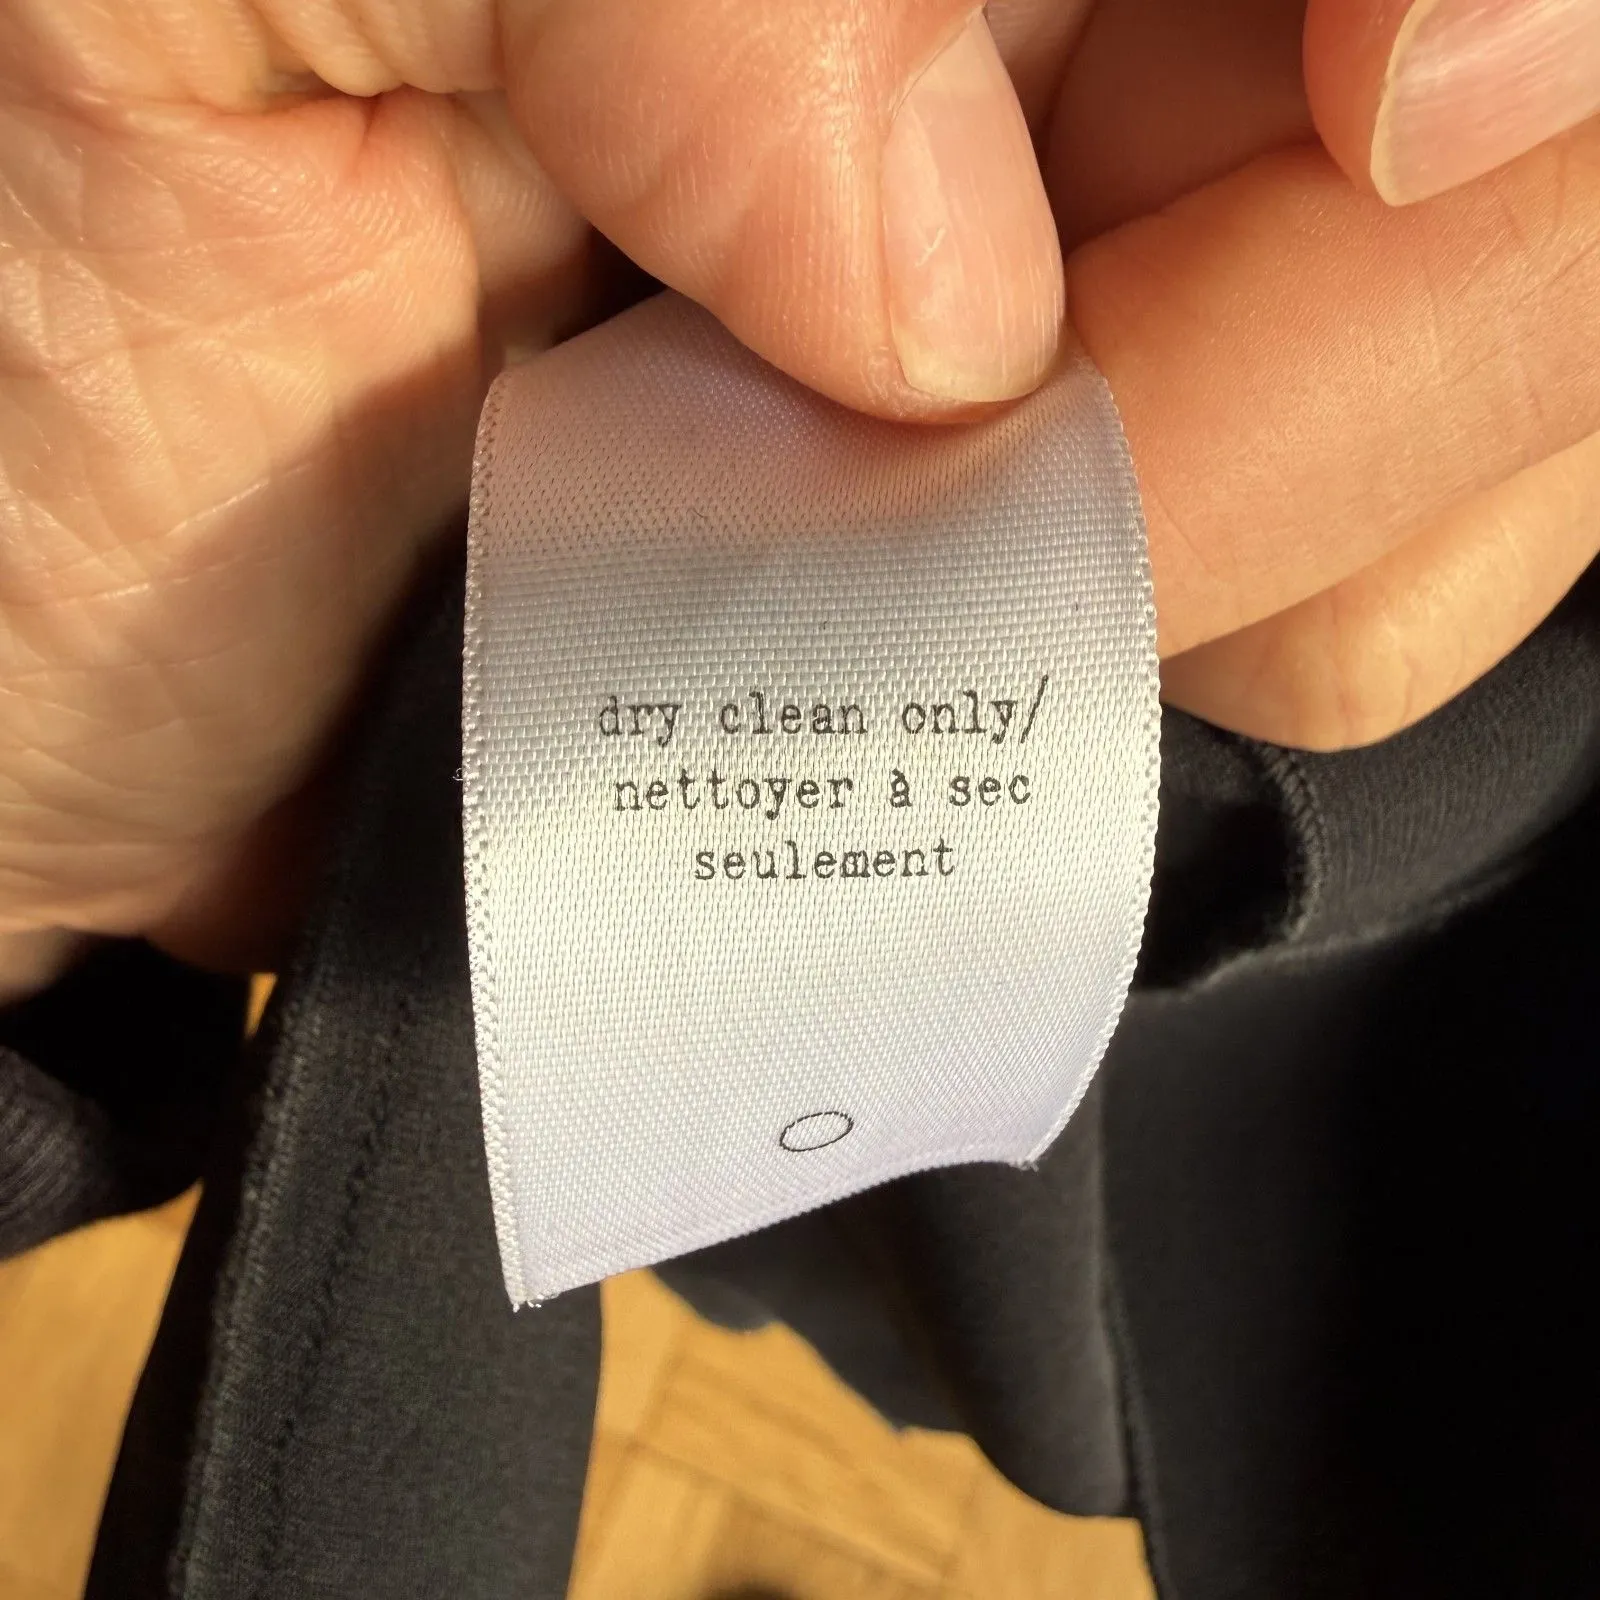 dry clean only/
nettoyer à sec
seulement